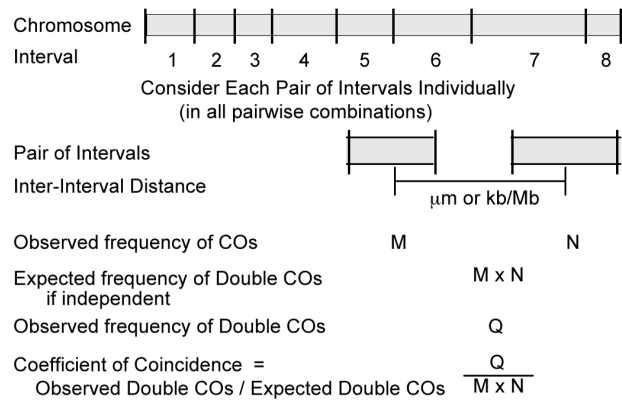 Chromosome
Interval 1 2 3 4 5 6 7 8
Consider Each Pair of Intervals Individually
(in all pairwise combinations)
Pair of Intervals
Inter-Interval Distance
μm or kb/Mb
Observed frequency of COs M N
Expected frequency of Double COs M x N
if independent
Observed frequency of Double COs Q
Coefficient of Coincidence = Q
Observed Double COs / Expected Double COs M x N